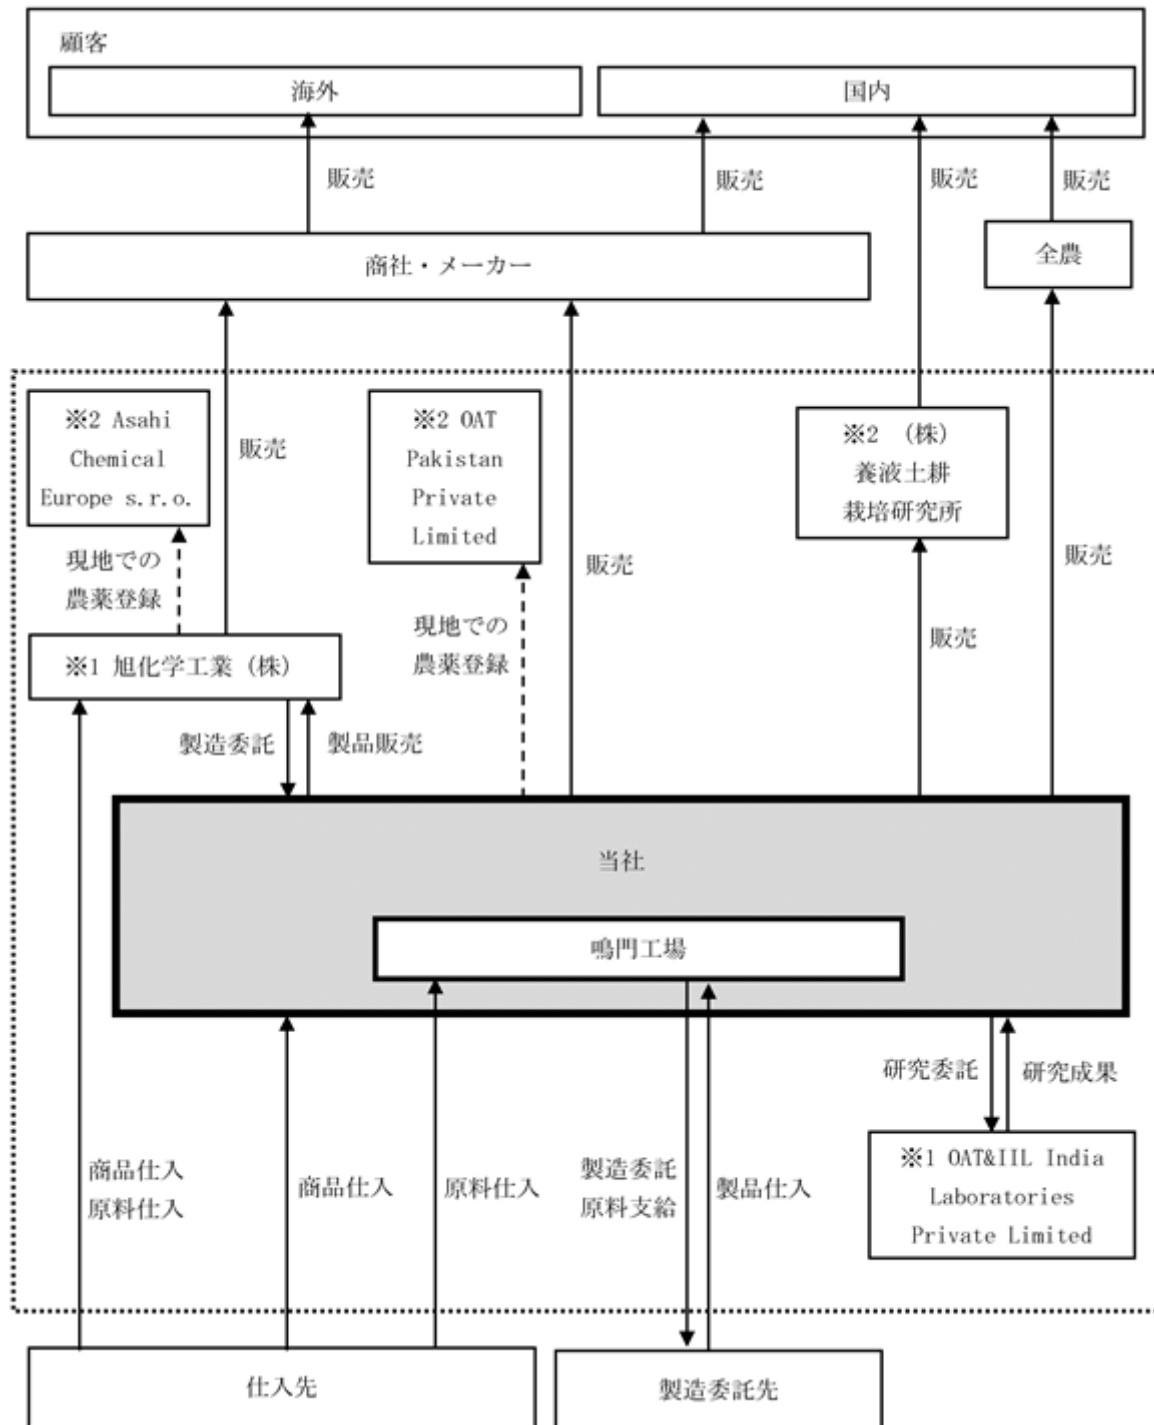 顧客
海外
国内
販売
販売
販売
販売
商社・メーカー
全農
※2 Asahi
Chemical
Europe s.r.o.
販売
※2 OAT
Pakistan
Private
Limited
販売
※2 (株)
養液土耕
栽培研究所
販売
現地での
農薬登録
現地での
農薬登録
販売
※1 旭化学工業(株)
製造委託
製品販売
当社
鳴門工場
研究委託
研究成果
商品仕入
原料仕入
商品仕入
原料仕入
製造委託
原料支給
製品仕入
※1 OAT&IIL India
Laboratories
Private Limited
仕入先
製造委託先